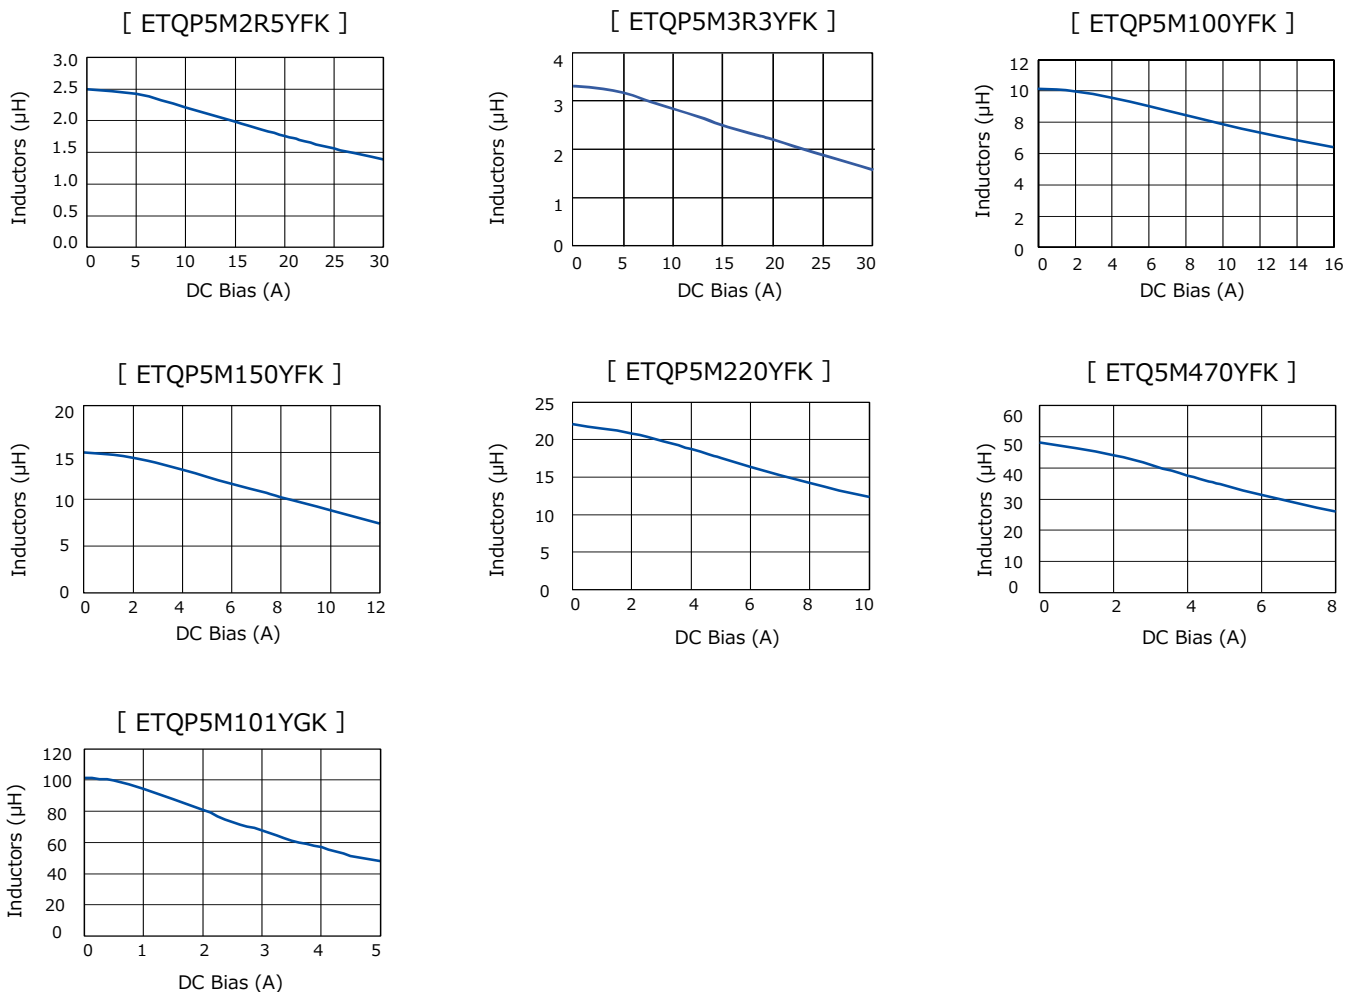 [ ETQP5M2R5YFK ]
3.0
2.5
2.0
1.5
1.0
0.5
0.0
Inductors (μH)
0 5 10 15 20 25 30
DC Bias (A)
[ ETQP5M3R3YFK ]
4
3
2
1
0
Inductors (μH)
0 5 10 15 20 25 30
DC Bias (A)
[ ETQP5M100YFK ]
12
10
8
6
4
2
0
Inductors (μH)
0 2 4 6 8 10 12 14 16
DC Bias (A)
[ ETQP5M150YFK ]
20
15
10
5
0
Inductors (μH)
0 2 4 6 8 10 12
DC Bias (A)
[ ETQP5M220YFK ]
25
20
15
10
5
0
Inductors (μH)
0 2 4 6 8 10
DC Bias (A)
[ ETQ5M470YFK ]
60
50
40
30
20
10
0
Inductors (μH)
0 2 4 6 8
DC Bias (A)
[ ETQP5M101YGK ]
120
100
80
60
40
20
0
Inductors (μH)
0 1 2 3 4 5
DC Bias (A)